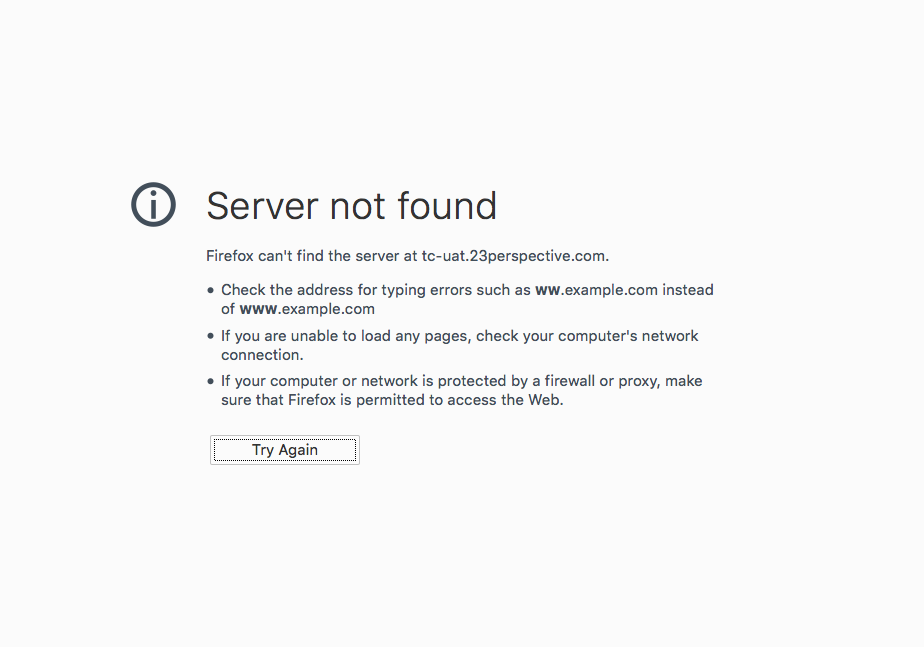 Server not found
Firefox can't find the server at tc-uat.23perspective.com.
• Check the address for typing errors such as ww.example.com instead
of www.example.com
• If you are unable to load any pages, check your computer's network
connection.
• If your computer or network is protected by a firewall or proxy, make
sure that Firefox is permitted to access the Web.
Try Again